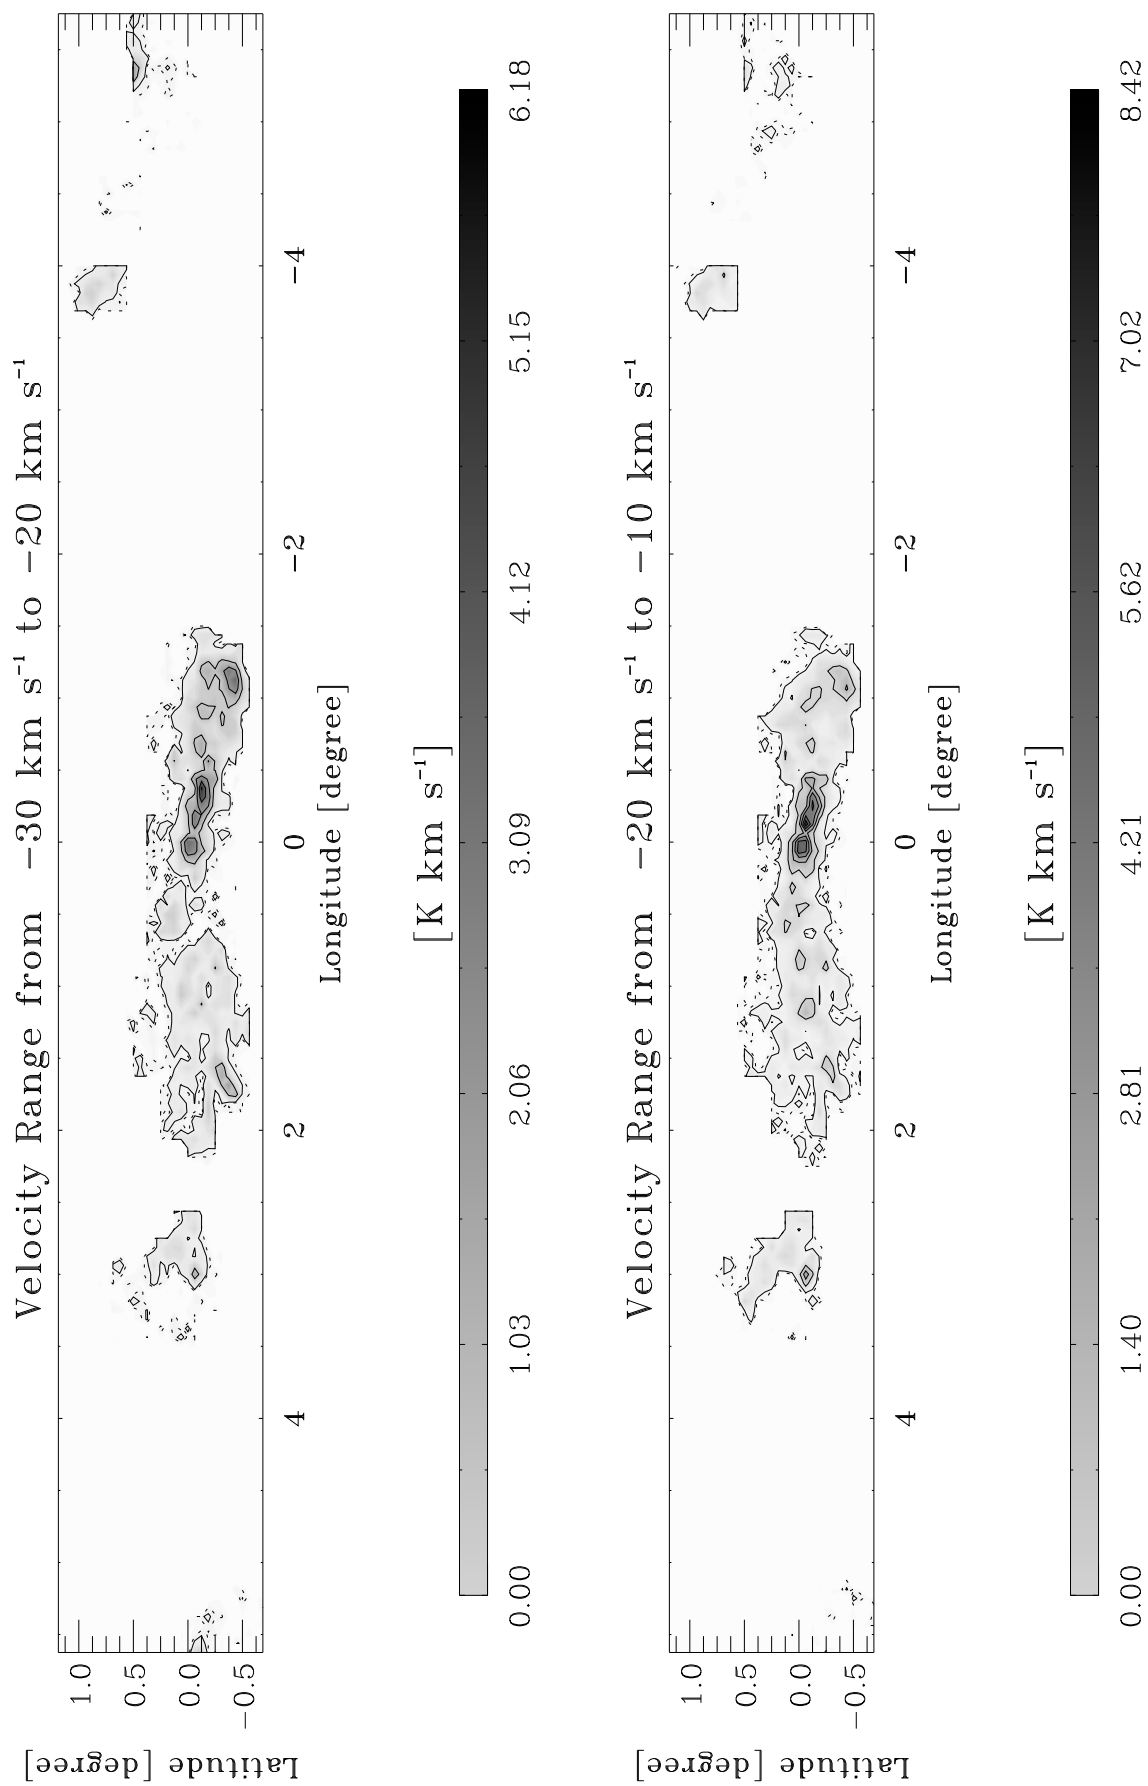 Velocity Range from −30 km s⁻¹ to −20 km s⁻¹
Latitude [degree]
1.0
0.5
0.0
−0.5
4 2 0 −2 −4
Longitude [degree]
[K km s⁻¹]
0.00 1.03 2.06 3.09 4.12 5.15 6.18
Velocity Range from −20 km s⁻¹ to −10 km s⁻¹
Latitude [degree]
1.0
0.5
0.0
−0.5
4 2 0 −2 −4
Longitude [degree]
[K km s⁻¹]
0.00 1.40 2.81 4.21 5.62 7.02 8.42